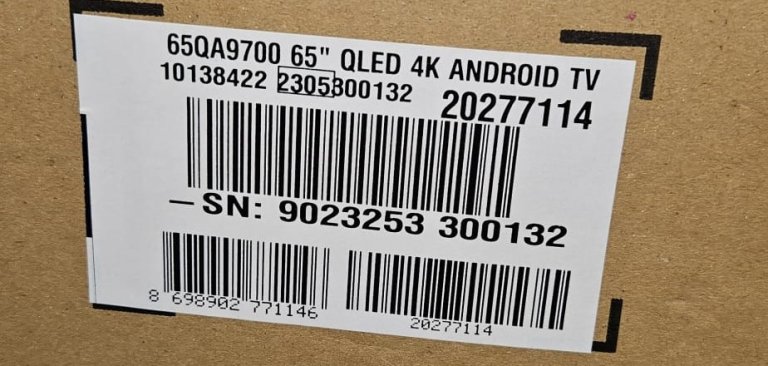 65QA9700 65" QLED 4K ANDROID TV
10138422 2305300132 20277114
–SN: 9023253 300132
8 698902 771146
20277114